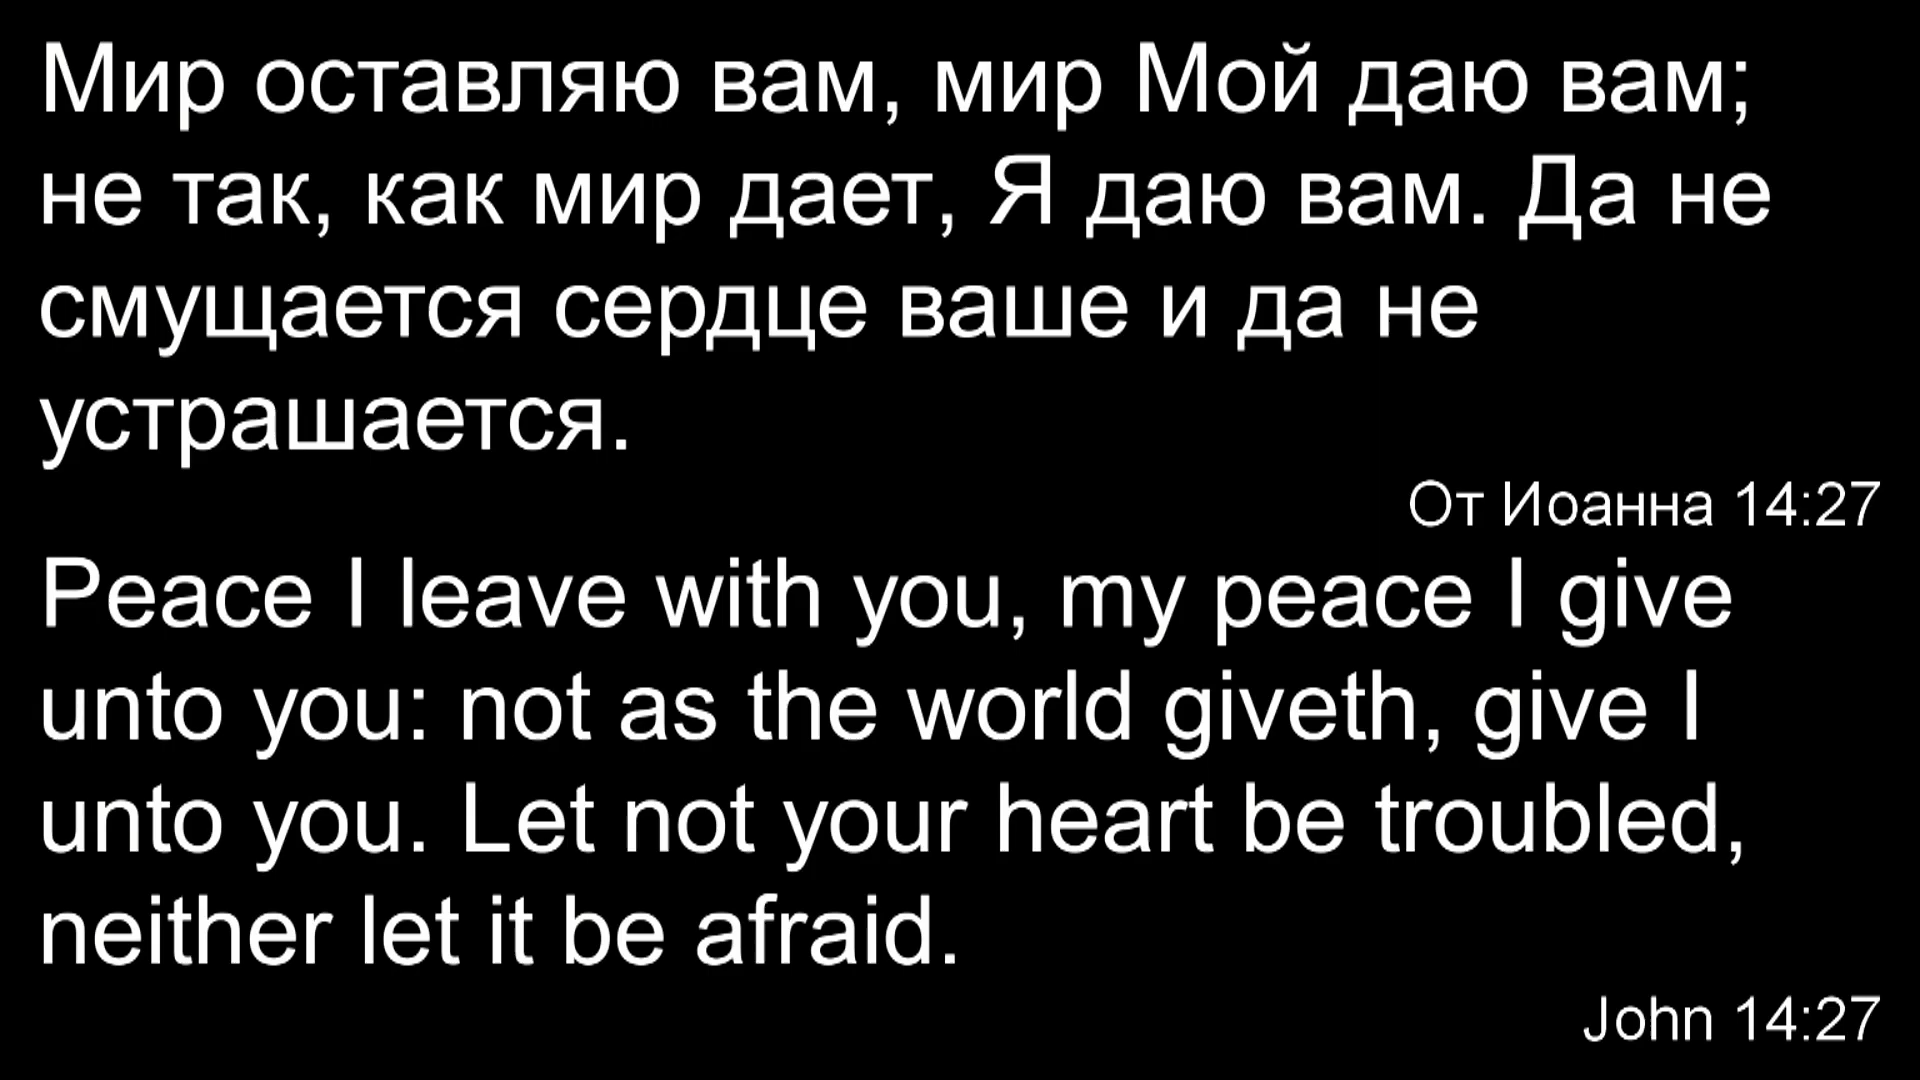 Мир оставляю вам, мир Мой даю вам;
не так, как мир дает, Я даю вам. Да не
смущается сердце ваше и да не
устрашается.
От Иоанна 14:27
Peace I leave with you, my peace I give
unto you: not as the world giveth, give I
unto you. Let not your heart be troubled,
neither let it be afraid.
John 14:27